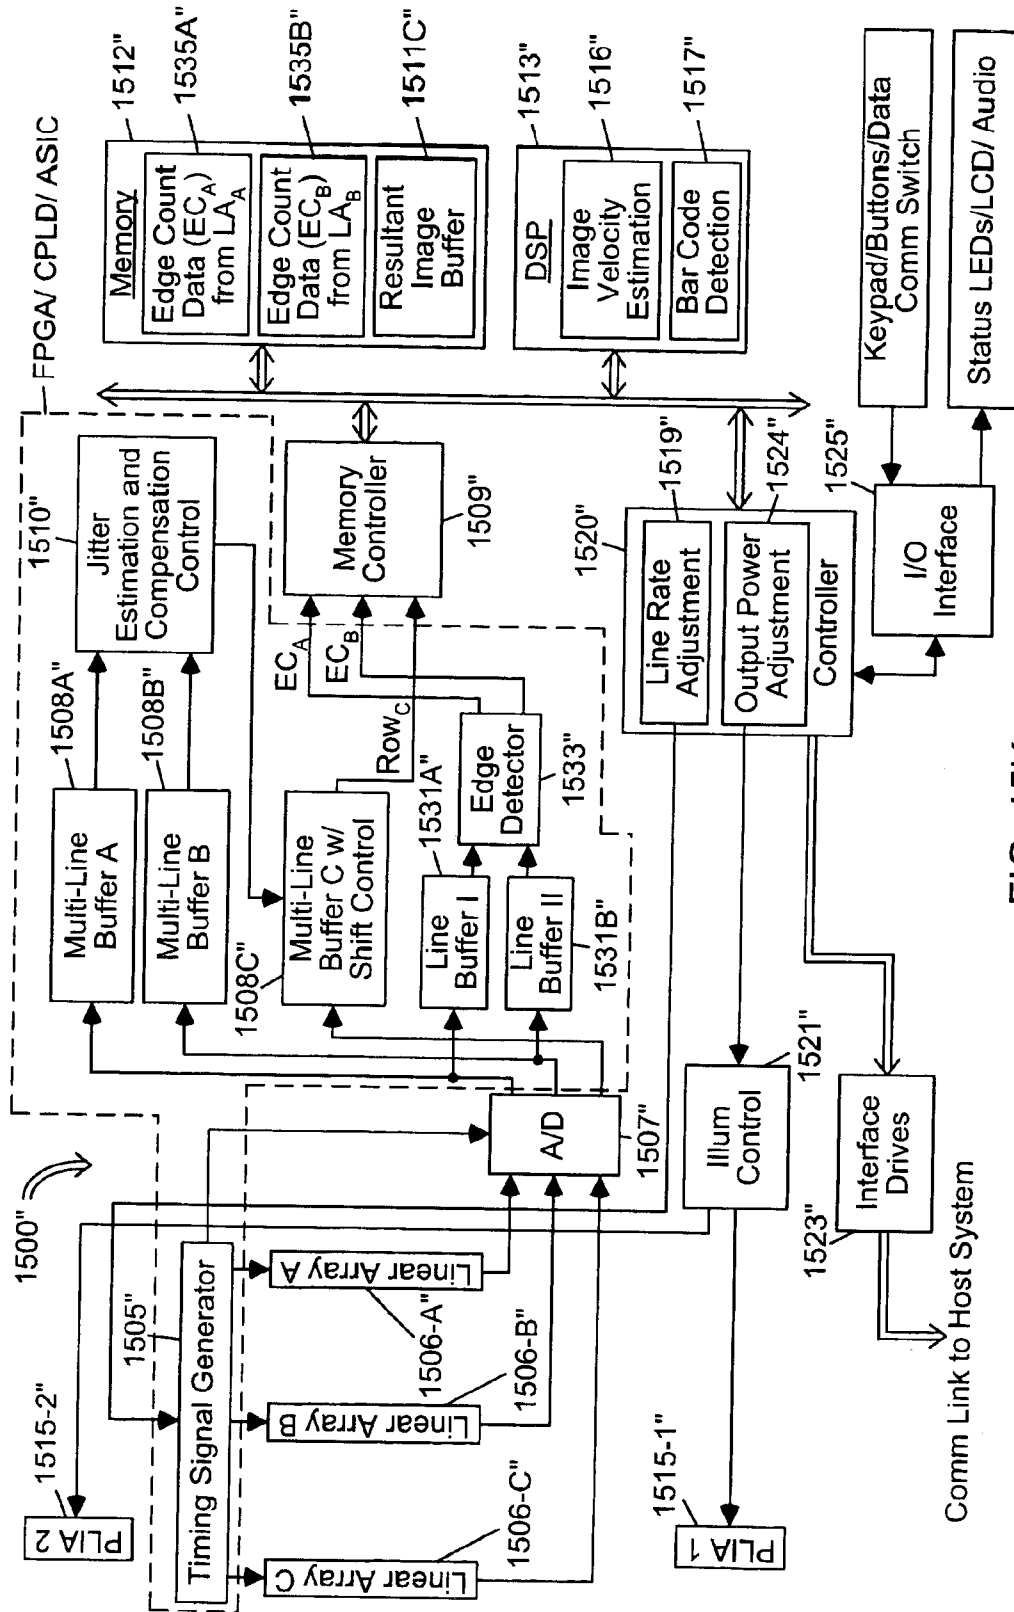 1500"
FPGA/ CPLD/ ASIC
1515-2"
PLIA 2
1505"
Timing Signal Generator
Linear Array A
1506-A"
Linear Array B
1506-B"
Linear Array C
1506-C"
A/D
1507"
1508A"
Multi-Line
Buffer A
1508B"
Multi-Line
Buffer B
1508C"
Multi-Line
Buffer C w/
Shift Control
1531A"
Line
Buffer I
Line
Buffer II
1531B"
Edge
Detector
1533"
1510"
Jitter
Estimation and
Compensation
Control
EC_A
EC_B
Row_C
Memory
Controller
1509"
1512"
Memory
1535A"
Edge Count
Data (EC_A)
from LA_A
1535B"
Edge Count
Data (EC_B)
from LA_B
1511C"
Resultant
Image
Buffer
1513"
DSP
1516"
Image
Velocity
Estimation
1517"
Bar Code
Detection
1520"
1519"
Line Rate
Adjustment
1524"
Output Power
Adjustment
Controller
1525"
I/O
Interface
Keypad/Buttons/Data
Comm Switch
Status LEDs/LCD/ Audio
Illum
Control
1521"
1515-1"
PLIA 1
Interface
Drives
1523"
Comm Link to Host System